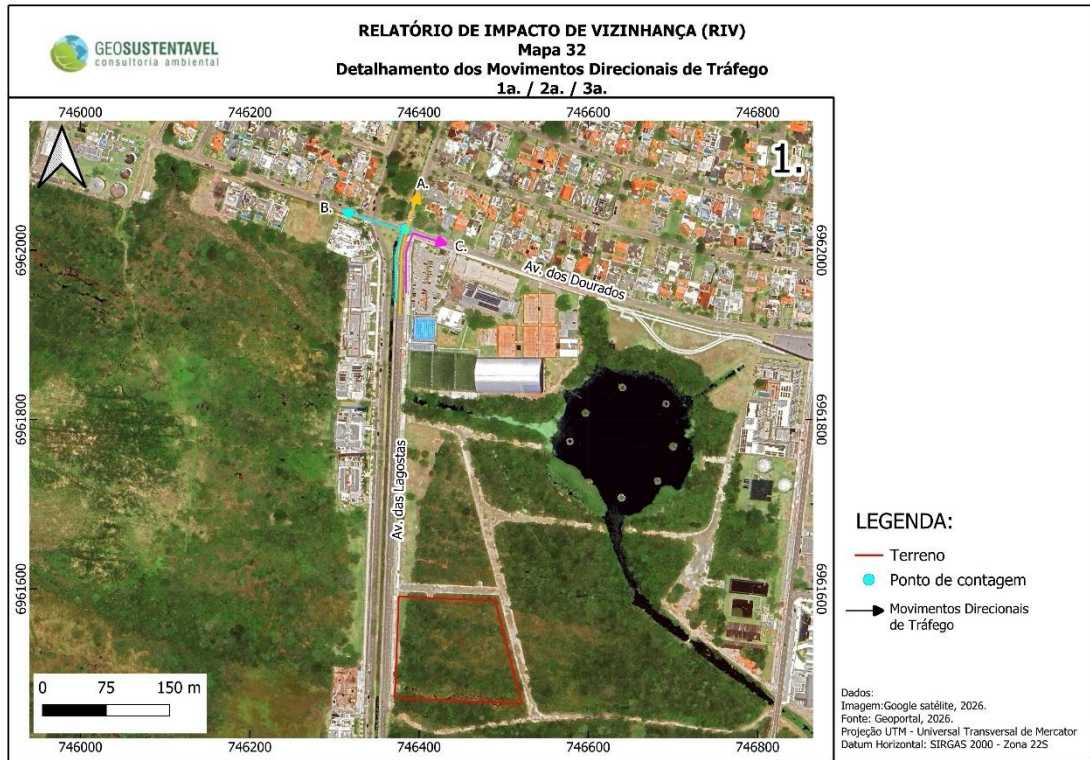 GEOSUSTENTAVEL
consultoria ambiental
RELATÓRIO DE IMPACTO DE VIZINHANÇA (RIV)
Mapa 32
Detalhamento dos Movimentos Direcionais de Tráfego
1a. / 2a. / 3a.
746000 746200 746400 746600 746800
1.
A.
B.
C.
Av. dos Dourados
6962000 6962000
6961800 6961800
Av. das Lagostas
6961600 6961600
0 75 150 m
746000 746200 746400 746600 746800
LEGENDA:
Terreno
Ponto de contagem
Movimentos Direcionais
de Tráfego
Dados:
Imagem:Google satélite, 2026.
Fonte: Geoportal, 2026.
Projeção UTM - Universal Transversal de Mercator
Datum Horizontal: SIRGAS 2000 - Zona 22S